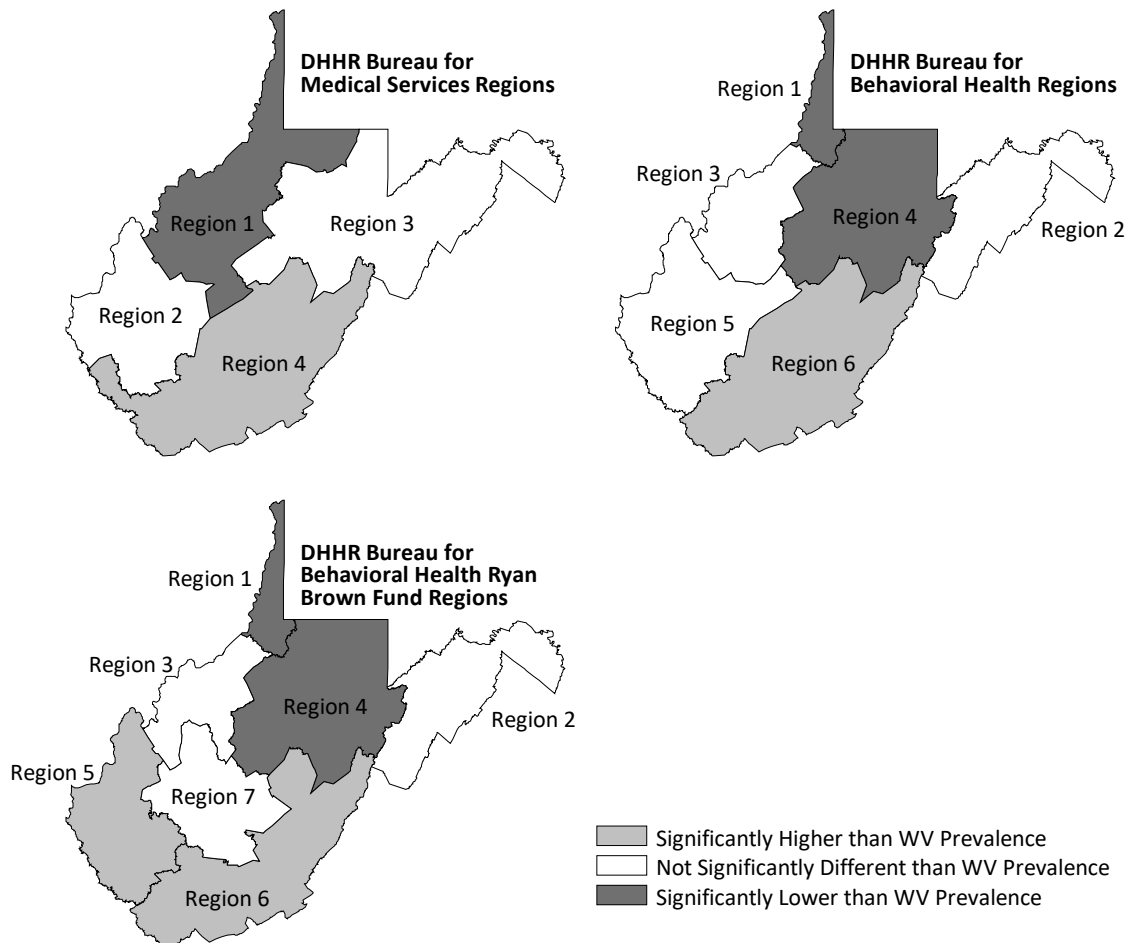 DHHR Bureau for
Medical Services Regions
Region 1
Region 3
Region 2
Region 4
DHHR Bureau for
Behavioral Health Regions
Region 1
Region 3
Region 4
Region 2
Region 5
Region 6
DHHR Bureau for
Behavioral Health Ryan
Brown Fund Regions
Region 1
Region 3
Region 4
Region 2
Region 5
Region 7
Region 6
Significantly Higher than WV Prevalence
Not Significantly Different than WV Prevalence
Significantly Lower than WV Prevalence